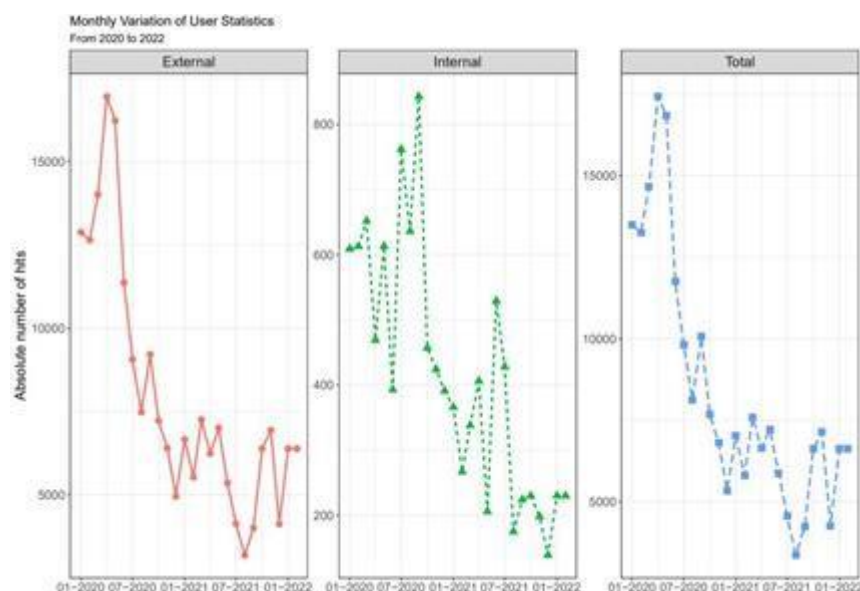 Monthly Variation of User Statistics
From 2020 to 2022
External
Internal
Total
Absolute number of hits
15000
10000
5000
800
600
400
200
15000
10000
5000
01−2020 07−2020 01−2021 07−2021 01−2022
01−2020 07−2020 01−2021 07−2021 01−2022
01−2020 07−2020 01−2021 07−2021 01−2022